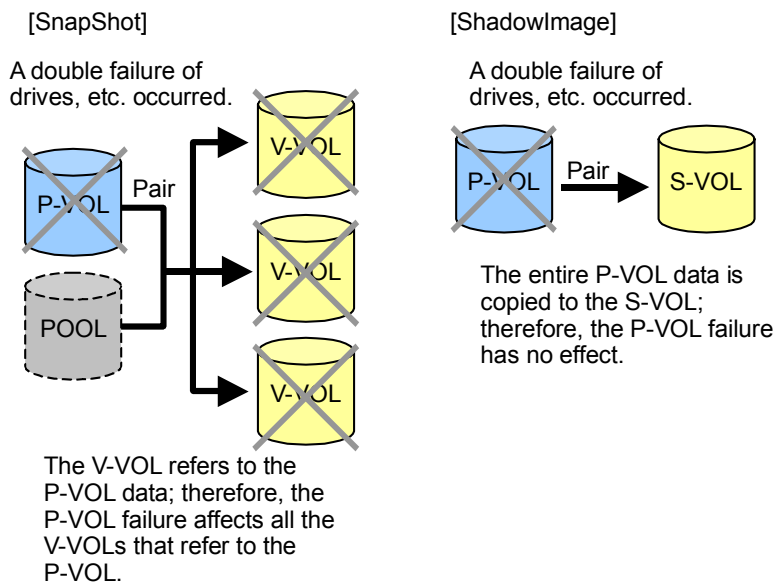 [SnapShot]
A double failure of
drives, etc. occurred.
P-VOL
Pair
POOL
V-VOL
V-VOL
V-VOL
The V-VOL refers to the
P-VOL data; therefore, the
P-VOL failure affects all the
V-VOLs that refer to the
P-VOL.
[ShadowImage]
A double failure of
drives, etc. occurred.
P-VOL
Pair
S-VOL
The entire P-VOL data is
copied to the S-VOL;
therefore, the P-VOL failure
has no effect.